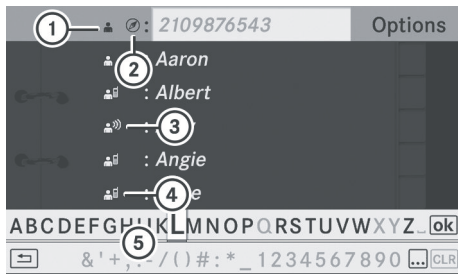 1 : 2109876543 Options
2
: Aaron
: Albert
3
: Angie
4
ABCDEFGHIJKLMNOPQRSTUVWXYZ_ ok
5
&'+,:-/()#:*_1234567890 ... CLR